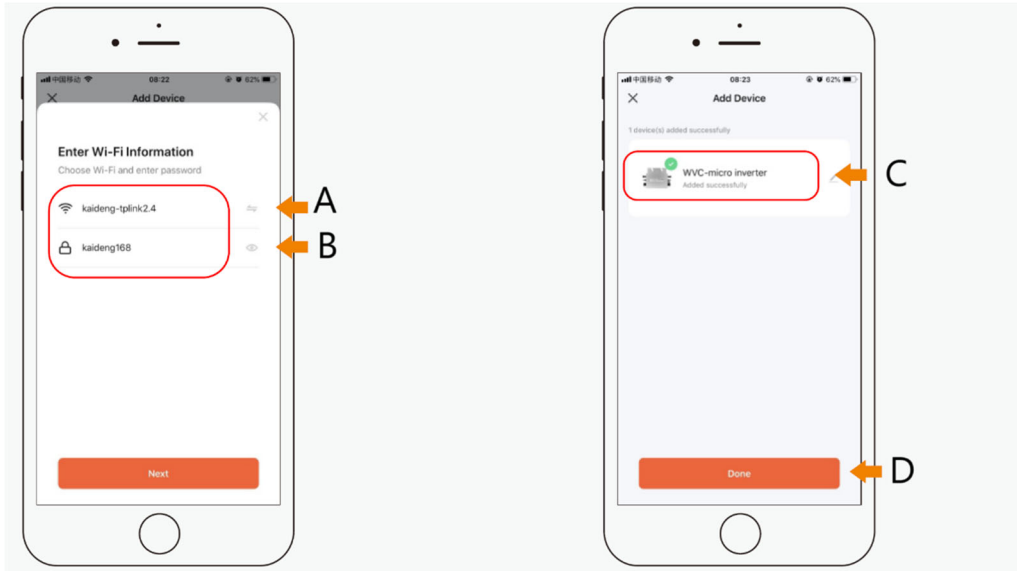 中国移动 08:22 62%
Add Device
Enter Wi-Fi Information
Choose Wi-Fi and enter password
kaideng-tplink2.4
A
kaideng168
B
Next
中国移动 08:23 62%
Add Device
1 device(s) added successfully
WVC-micro inverter
Added successfully
C
Done
D